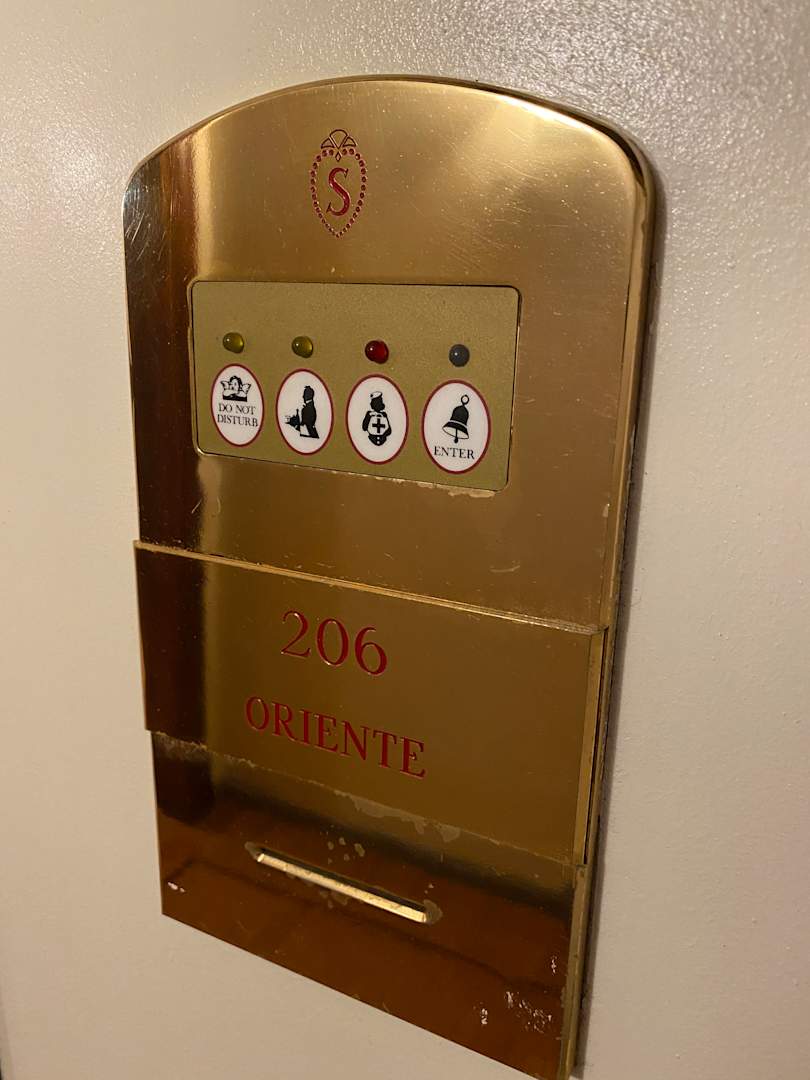 S
DO NOT
DISTURB
ENTER
206
ORIENTE